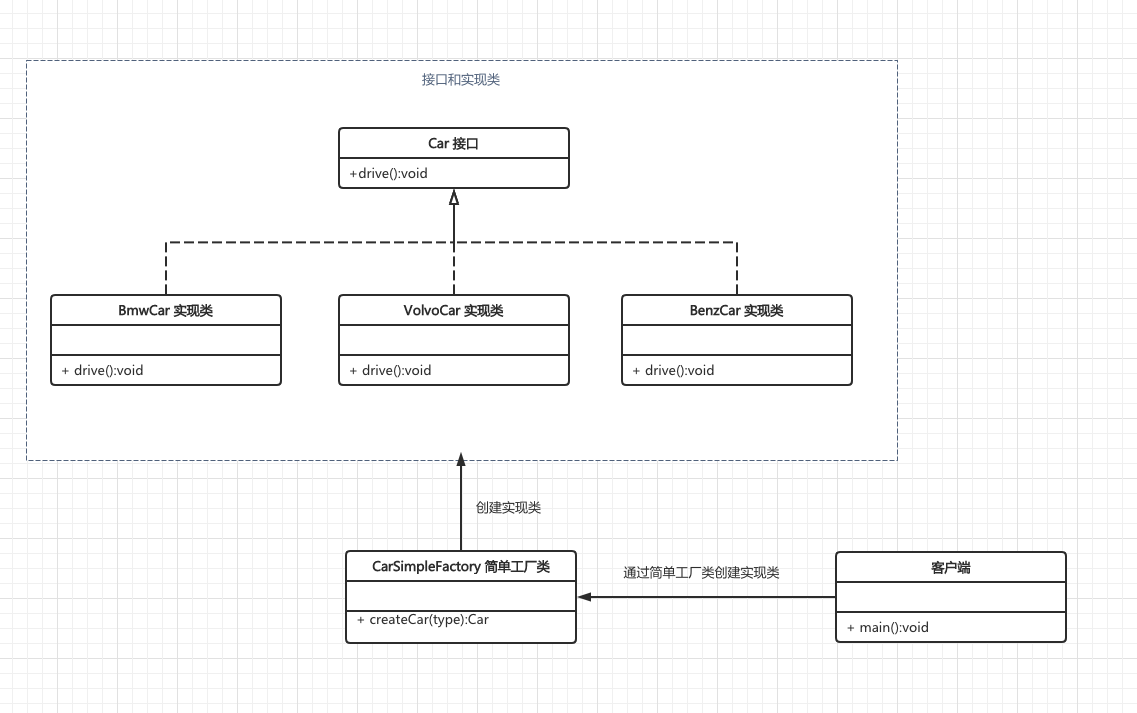 接口和实现类
Car 接口
+drive():void
BmwCar 实现类
VolvoCar 实现类
BenzCar 实现类
+ drive():void
+ drive():void
+ drive():void
创建实现类
CarSimpleFactory 简单工厂类
通过简单工厂类创建实现类
客户端
+ createCar(type):Car
+ main():void